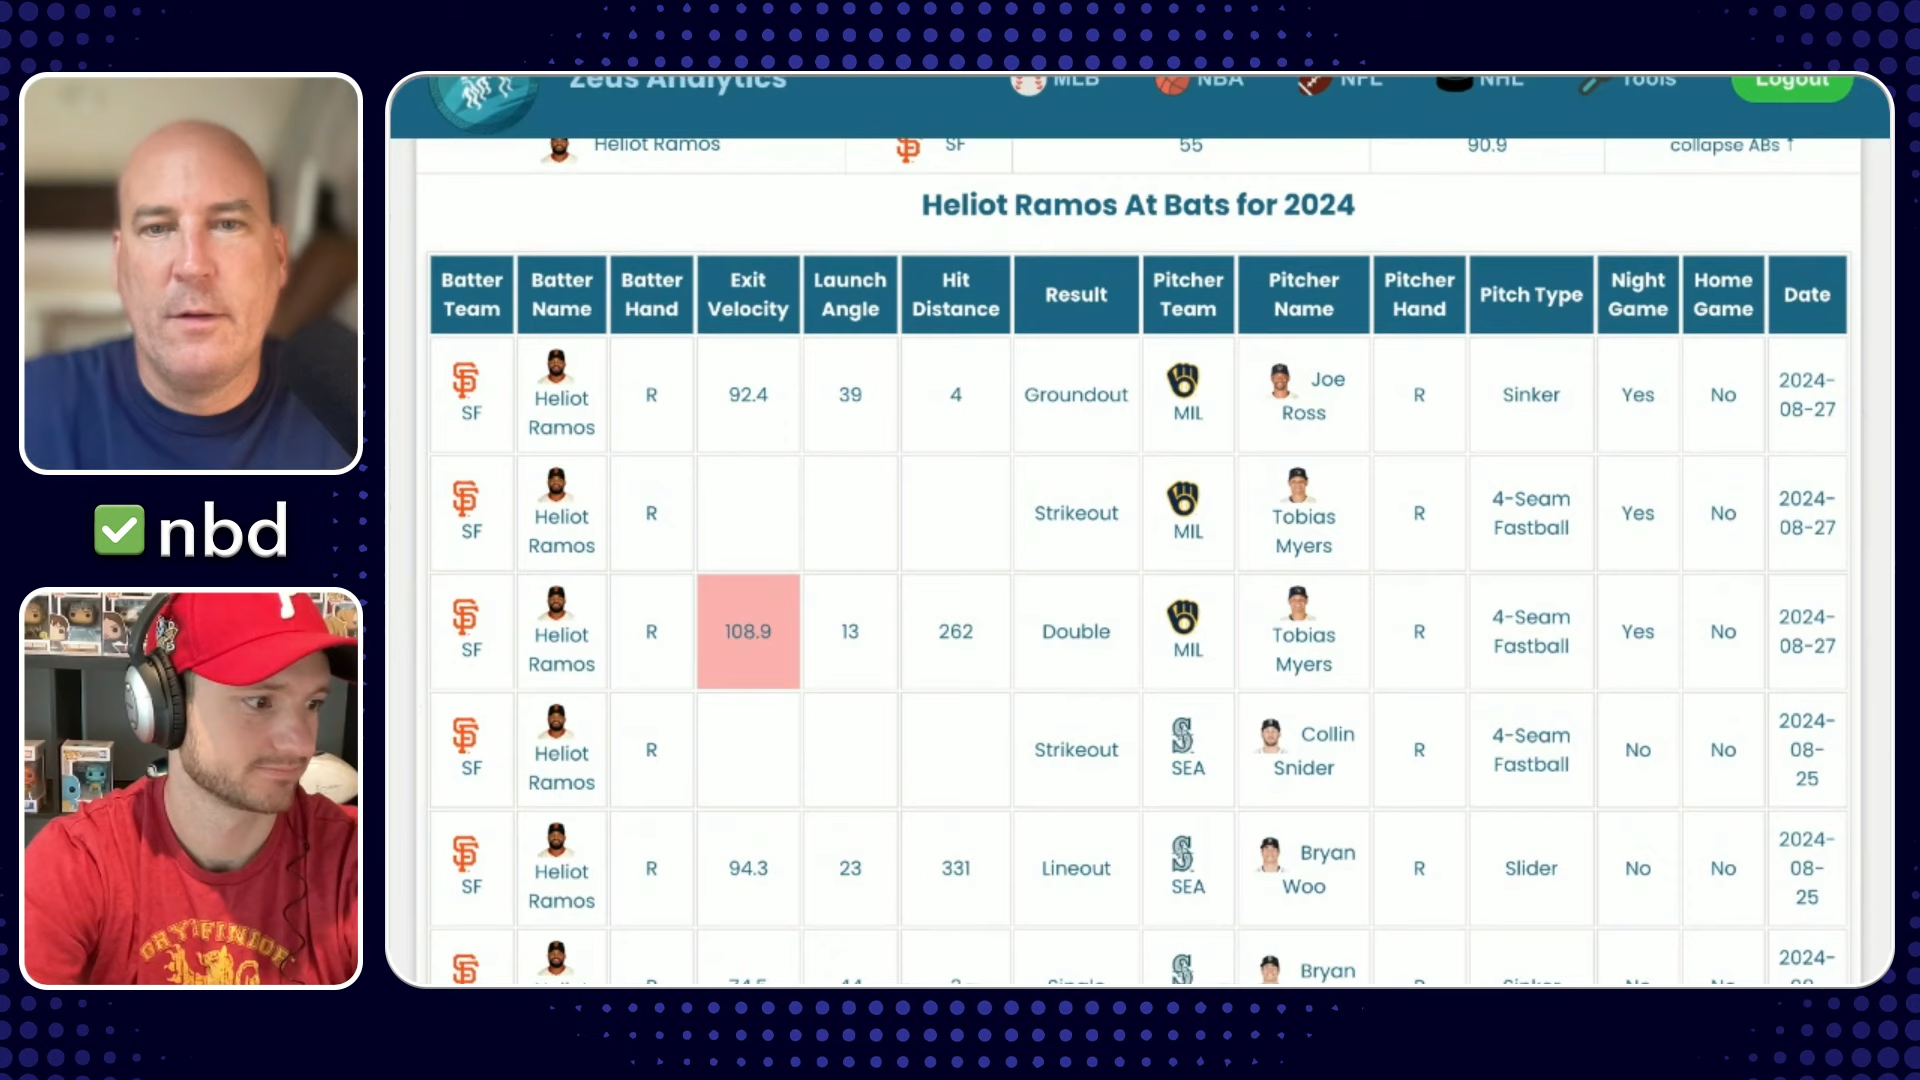 Zeus Analytics
MLB
NBA
NFL
NHL
Tools
Logout
Heliot Ramos SF 55 90.9 collapse ABs ↑
Heliot Ramos At Bats for 2024
Batter Team Batter Name Batter Hand Exit Velocity Launch Angle Hit Distance Result Pitcher Team Pitcher Name Pitcher Hand Pitch Type Night Game Home Game Date
SF Heliot Ramos R 92.4 39 4 Groundout MIL Joe Ross R Sinker Yes No 2024-08-27
SF Heliot Ramos R Strikeout MIL Tobias Myers R 4-Seam Fastball Yes No 2024-08-27
SF Heliot Ramos R 108.9 13 262 Double MIL Tobias Myers R 4-Seam Fastball Yes No 2024-08-27
SF Heliot Ramos R Strikeout SEA Collin Snider R 4-Seam Fastball No No 2024-08-25
SF Heliot Ramos R 94.3 23 331 Lineout SEA Bryan Woo R Slider No No 2024-08-25
Single Bryan Sinker No No 2024-
nbd
GRYFFINDOR